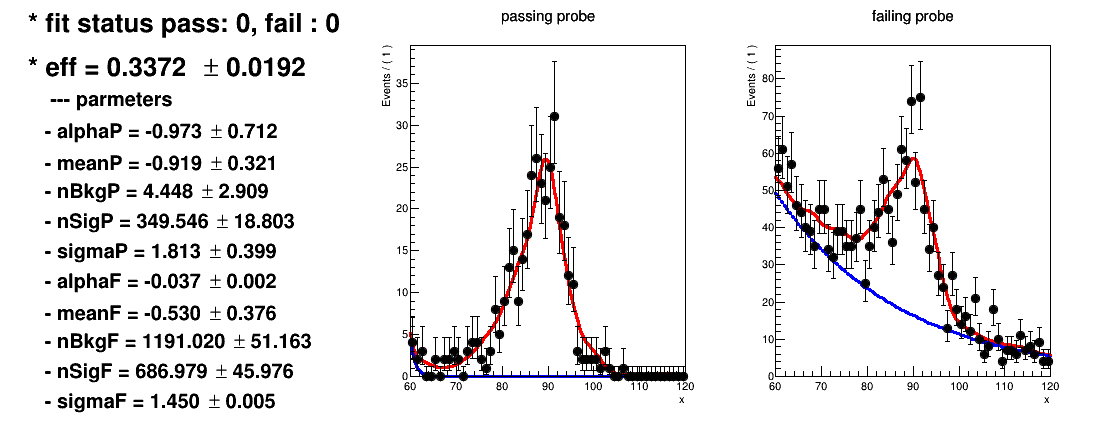 * fit status pass: 0, fail : 0
* eff = 0.3372 ± 0.0192
--- parmeters
- alphaP = -0.973 ± 0.712
- meanP = -0.919 ± 0.321
- nBkgP = 4.448 ± 2.909
- nSigP = 349.546 ± 18.803
- sigmaP = 1.813 ± 0.399
- alphaF = -0.037 ± 0.002
- meanF = -0.530 ± 0.376
- nBkgF = 1191.020 ± 51.163
- nSigF = 686.979 ± 45.976
- sigmaF = 1.450 ± 0.005
passing probe
Events / ( 1 )
35
30
25
20
15
10
5
0
60 70 80 90 100 110 120
x
failing probe
Events / ( 1 )
80
70
60
50
40
30
20
10
0
60 70 80 90 100 110 120
x